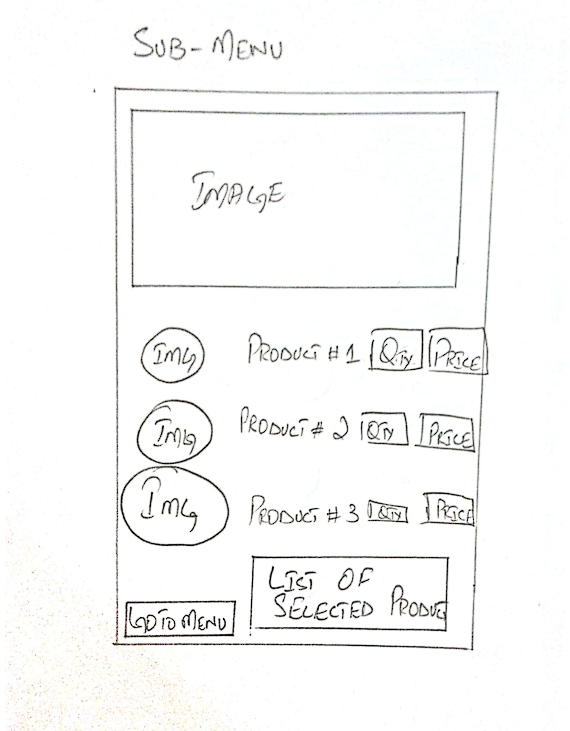 SUB-MENU
IMAGE
IMG PRODUCT #1 QTY PRICE
IMG PRODUCT # 2 QTY PRICE
IMG PRODUCT #3 QTY PRICE
LIST OF
SELECTED PRODUCT
GO TO MENU